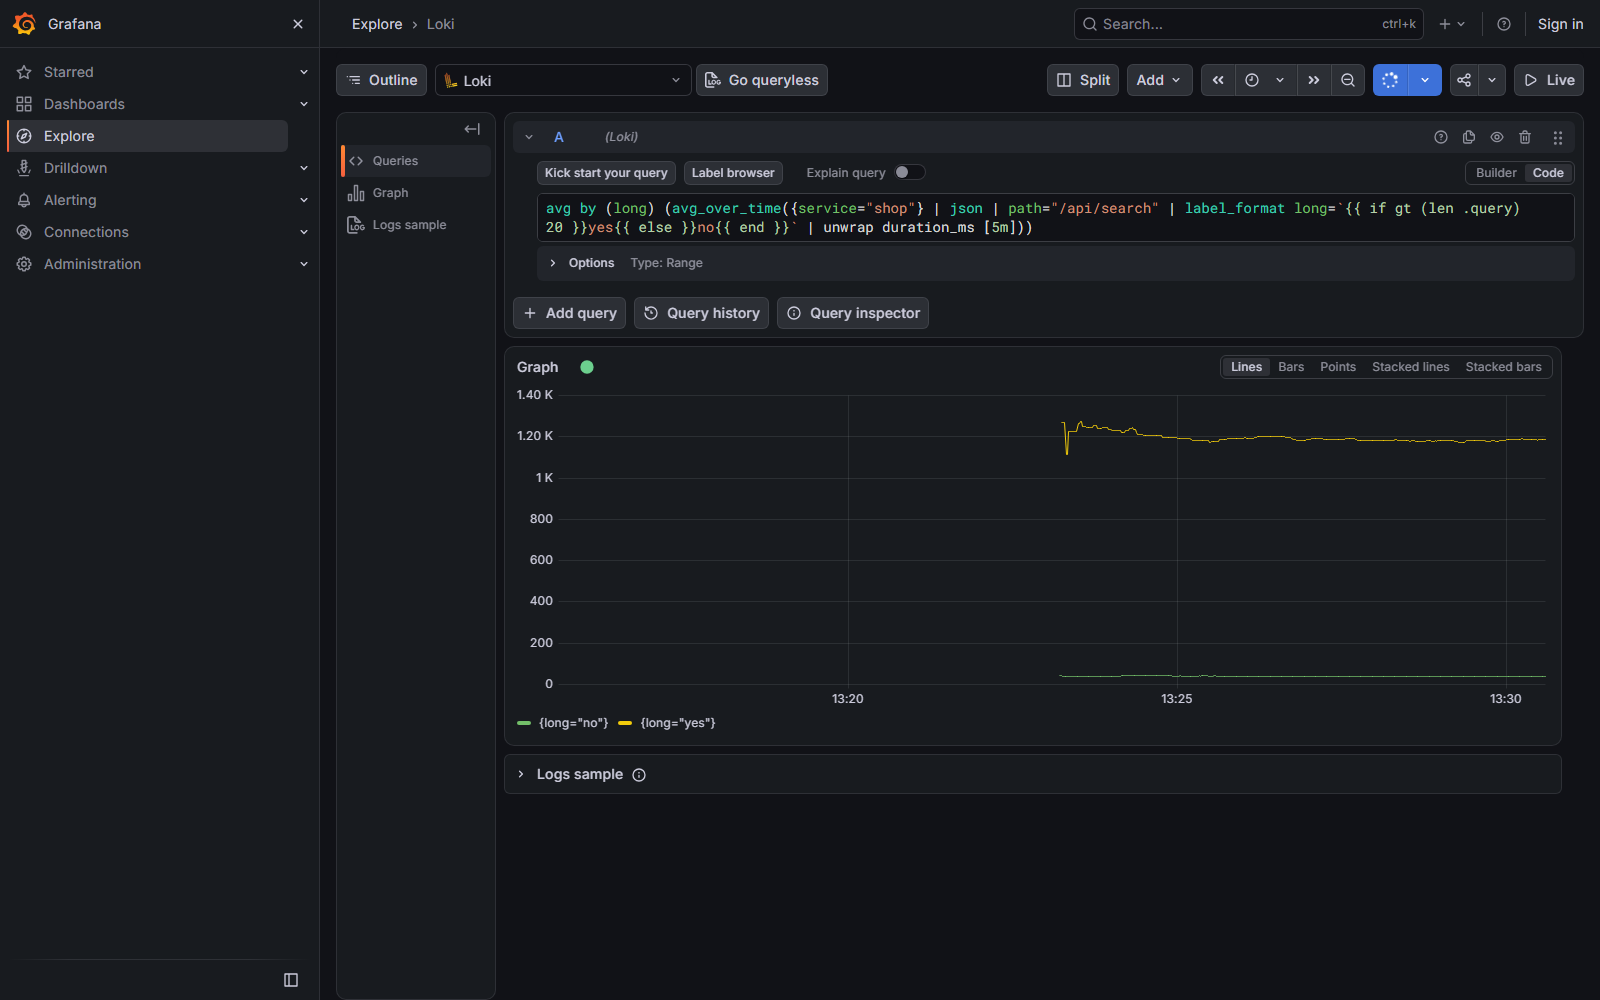 Grafana
Explore › Loki
Search...
ctrl+k
Sign in
Starred
Dashboards
Explore
Drilldown
Alerting
Connections
Administration
Outline
Loki
Go queryless
Split
Add
Live
Queries
Graph
Logs sample
A
(Loki)
Kick start your query
Label browser
Explain query
Builder
Code
avg by (long) (avg_over_time({service="shop"} | json | path="/api/search" | label_format long=`{{ if gt (len .query)
20 }}yes{{ else }}no{{ end }}` | unwrap duration_ms [5m]))
Options
Type: Range
Add query
Query history
Query inspector
Graph
Lines
Bars
Points
Stacked lines
Stacked bars
1.40 K
1.20 K
1 K
800
600
400
200
0
13:20
13:25
13:30
{long="no"}
{long="yes"}
Logs sample